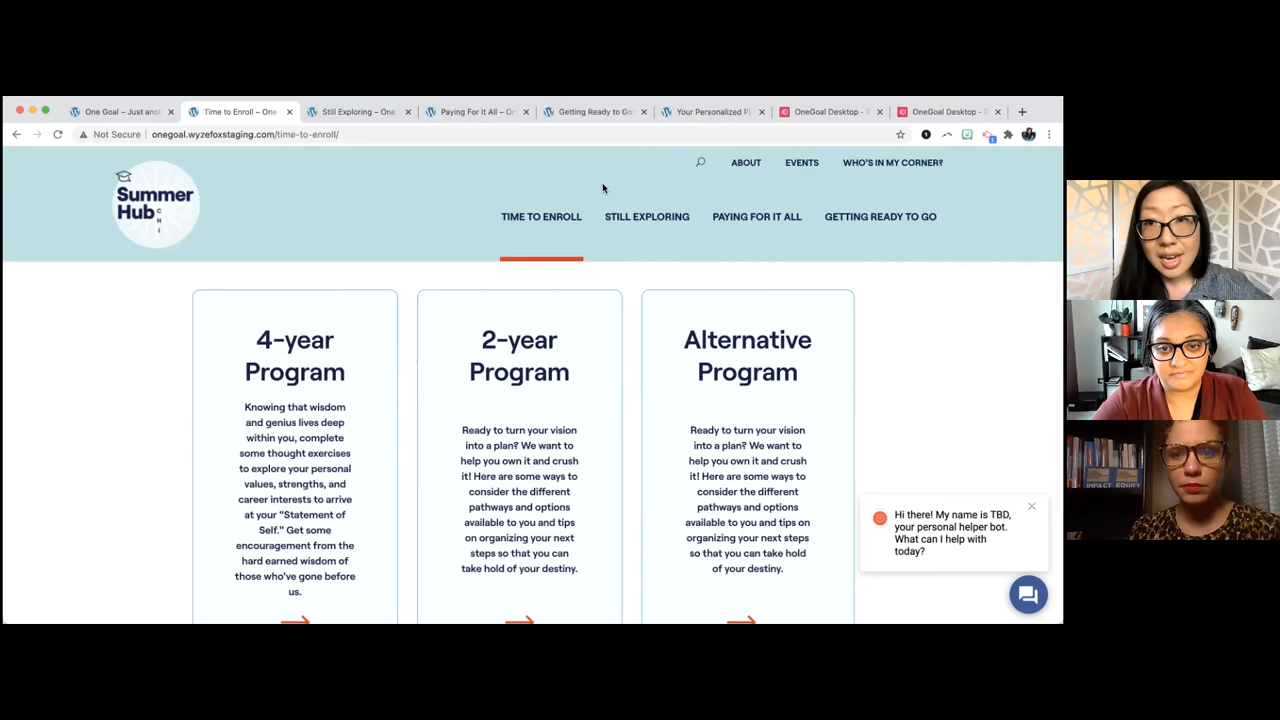 One Goal – Just anot
Time to Enroll – One
Still Exploring – One
Paying For It All – O
Getting Ready to Go!
Your Personalized Pl
OneGoal Desktop –
OneGoal Desktop –
Not Secure
onegoal.wyzefoxstaging.com/time-to-enroll/
Summer
Hub
CHI
ABOUT
EVENTS
WHO'S IN MY CORNER?
TIME TO ENROLL
STILL EXPLORING
PAYING FOR IT ALL
GETTING READY TO GO
4-year
Program
Knowing that wisdom
and genius lives deep
within you, complete
some thought exercises
to explore your personal
values, strengths, and
career interests to arrive
at your “Statement of
Self.” Get some
encouragement from the
hard earned wisdom of
those who've gone before
us.
2-year
Program
Ready to turn your vision
into a plan? We want to
help you own it and crush
it! Here are some ways to
consider the different
pathways and options
available to you and tips
on organizing your next
steps so that you can
take hold of your destiny.
Alternative
Program
Ready to turn your vision
into a plan? We want to
help you own it and crush
it! Here are some ways to
consider the different
pathways and options
available to you and tips on
organizing your next steps
so that you can take hold
of your destiny.
Hi there! My name is TBD,
your personal helper bot.
What can I help with
today?
IMPACT EQUITY